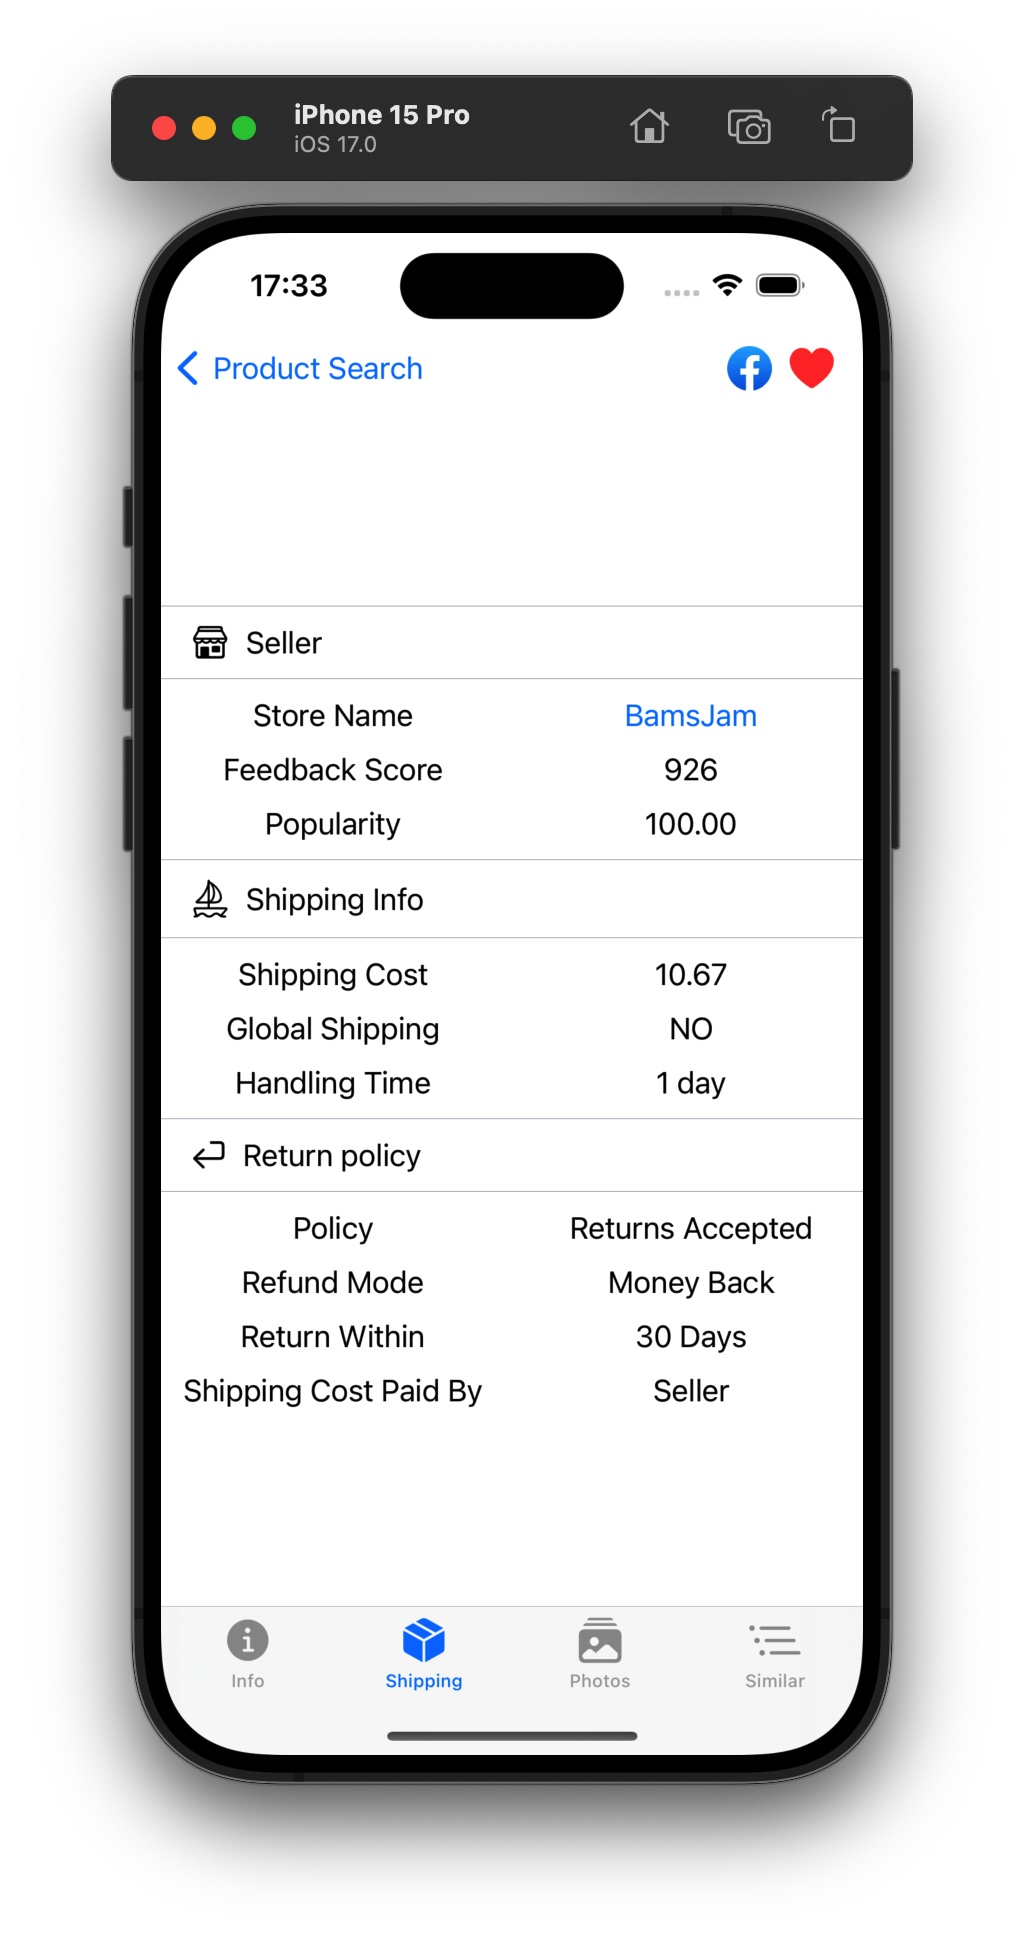 iPhone 15 Pro
iOS 17.0
17:33
Product Search
Seller
Store Name BamsJam
Feedback Score 926
Popularity 100.00
Shipping Info
Shipping Cost 10.67
Global Shipping NO
Handling Time 1 day
Return policy
Policy Returns Accepted
Refund Mode Money Back
Return Within 30 Days
Shipping Cost Paid By Seller
Info Shipping Photos Similar